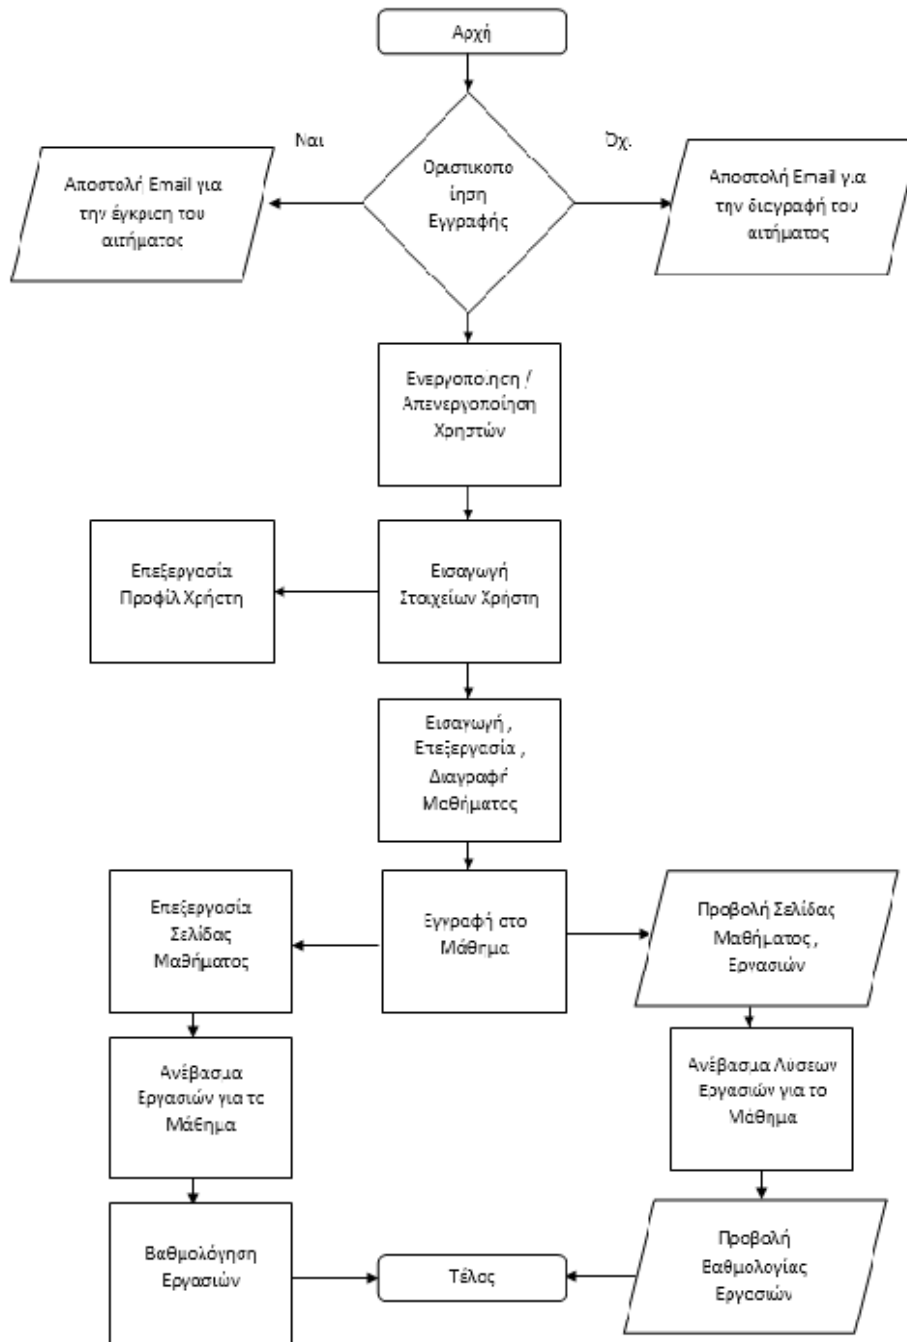 Αρχή
Ναι
Όχι
Οριστικοπο
ίηση
Εγγραφής
Αποστολή Email για
την έγκριση του
αιτήματος
Αποστολή Email για
την διαγραφή του
αιτήματος
Ενεργοποίηση /
Απενεργοποίηση
Χρηστών
Επεξεργασία
Προφίλ Χρήστη
Εισαγωγή
Στοιχείων Χρήστη
Εισαγωγή ,
Επεξεργασία ,
Διαγραφή
Μαθήματος
Επεξεργασία
Σελίδας
Μαθήματος
Εγγραφή στο
Μάθημα
Προβολή Σελίδας
Μαθήματος ,
Εργασιών
Ανέβασμα
Εργασιών για το
Μάθημα
Ανέβασμα Λύσεων
Εργασιών για το
Μάθημα
Βαθμολόγηση
Εργασιών
Τέλος
Προβολή
Βαθμολογίας
Εργασιών